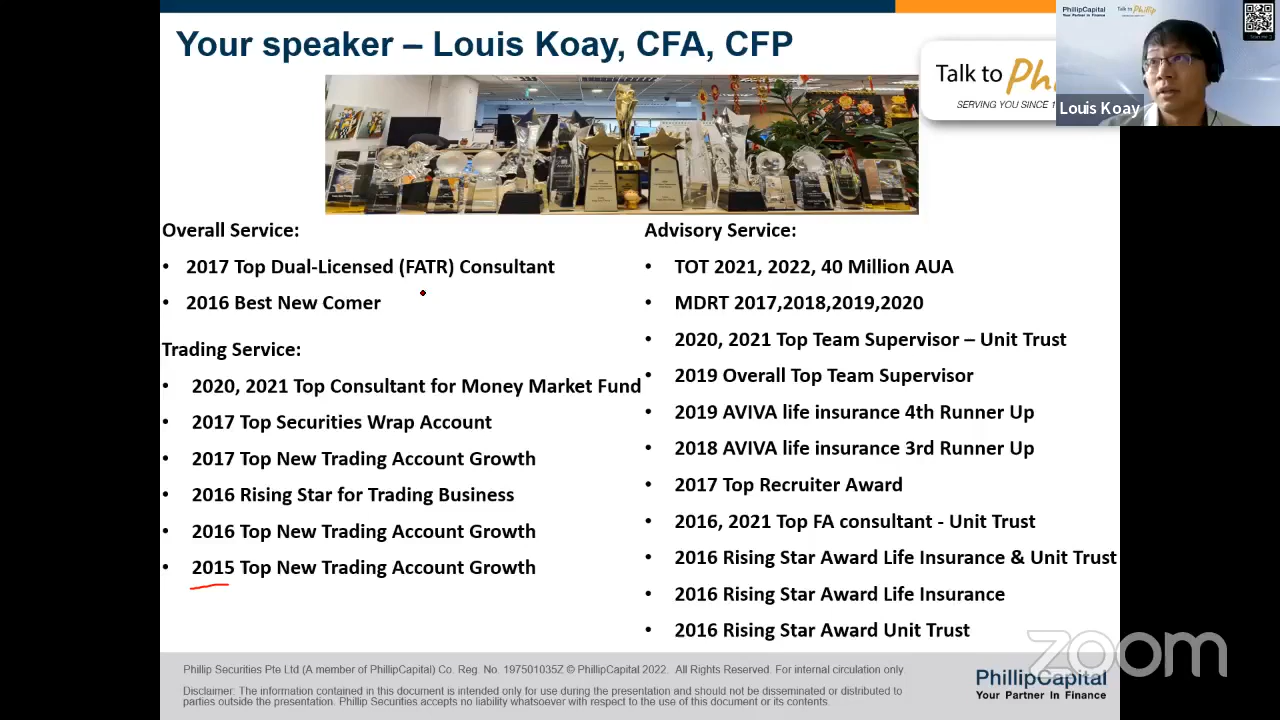 Your speaker – Louis Koay, CFA, CFP
Talk to
SERVING YOU SINCE
PhillipCapital
Your Partner In Finance
Talk to Phillip
Louis Koay
Overall Service:
• 2017 Top Dual-Licensed (FATR) Consultant
• 2016 Best New Comer
Trading Service:
• 2020, 2021 Top Consultant for Money Market Fund
• 2017 Top Securities Wrap Account
• 2017 Top New Trading Account Growth
• 2016 Rising Star for Trading Business
• 2016 Top New Trading Account Growth
• 2015 Top New Trading Account Growth
Advisory Service:
• TOT 2021, 2022, 40 Million AUA
• MDRT 2017,2018,2019,2020
• 2020, 2021 Top Team Supervisor – Unit Trust
• 2019 Overall Top Team Supervisor
• 2019 AVIVA life insurance 4th Runner Up
• 2018 AVIVA life insurance 3rd Runner Up
• 2017 Top Recruiter Award
• 2016, 2021 Top FA consultant - Unit Trust
• 2016 Rising Star Award Life Insurance & Unit Trust
• 2016 Rising Star Award Life Insurance
• 2016 Rising Star Award Unit Trust
zoom
Phillip Securities Pte Ltd (A member of PhillipCapital) Co. Reg. No. 197501035Z © PhillipCapital 2022. All Rights Reserved. For internal circulation only.
Disclaimer: The information contained in this document is intended only for use during the presentation and should not be disseminated or distributed to
parties outside the presentation. Phillip Securities accepts no liability whatsoever with respect to the use of this document or its contents.
PhillipCapital
Your Partner In Finance